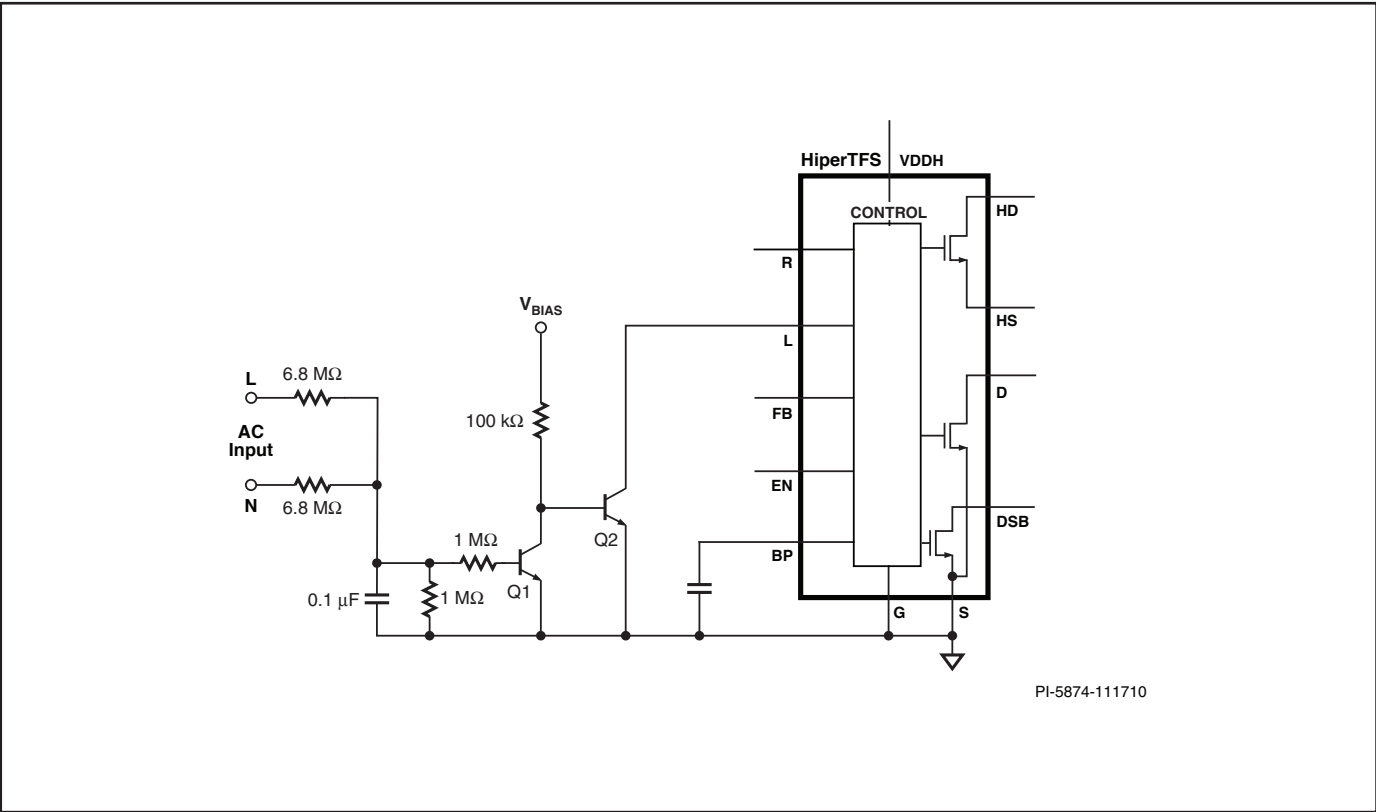 HiperTFS VDDH
CONTROL
HD
R
HS
V_BIAS
L
L
6.8 MΩ
D
100 kΩ
FB
AC
Input
EN
N
6.8 MΩ
DSB
1 MΩ
Q2
BP
Q1
0.1 μF
1 MΩ
G
S
PI-5874-111710